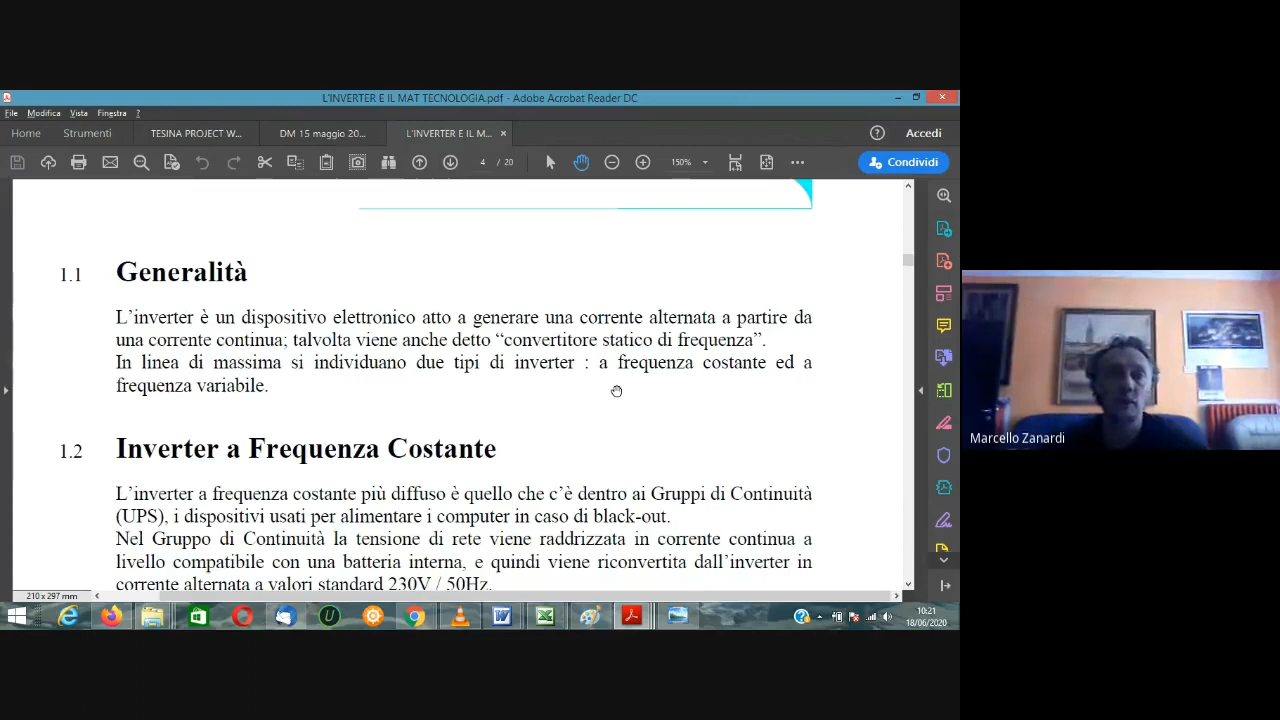 L'INVERTER E IL MAT TECNOLOGIA.pdf - Adobe Acrobat Reader DC
File Modifica Vista Finestra ?
Home Strumenti TESINA PROJECT W... DM 15 maggio 20... L'INVERTER E IL M... × Accedi
4 / 20 150% Condividi
1.1 Generalità
L'inverter è un dispositivo elettronico atto a generare una corrente alternata a partire da
una corrente continua; talvolta viene anche detto “convertitore statico di frequenza”.
In linea di massima si individuano due tipi di inverter : a frequenza costante ed a
frequenza variabile.
1.2 Inverter a Frequenza Costante
L'inverter a frequenza costante più diffuso è quello che c'è dentro ai Gruppi di Continuità
(UPS), i dispositivi usati per alimentare i computer in caso di black-out.
Nel Gruppo di Continuità la tensione di rete viene raddrizzata in corrente continua a
livello compatibile con una batteria interna, e quindi viene riconvertita dall'inverter in
corrente alternata a valori standard 230V / 50Hz.
210 x 297 mm
10:21
18/06/2020
Marcello Zanardi